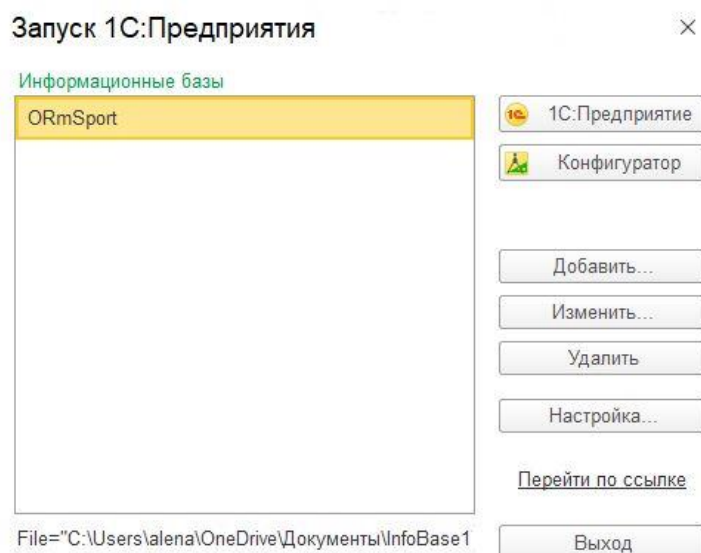 Запуск 1С:Предприятия
Информационные базы
ORmSport
1С:Предприятие
Конфигуратор
Добавить...
Изменить...
Удалить
Настройка...
Перейти по ссылке
File="C:\Users\alena\OneDrive\Документы\InfoBase1
Выход